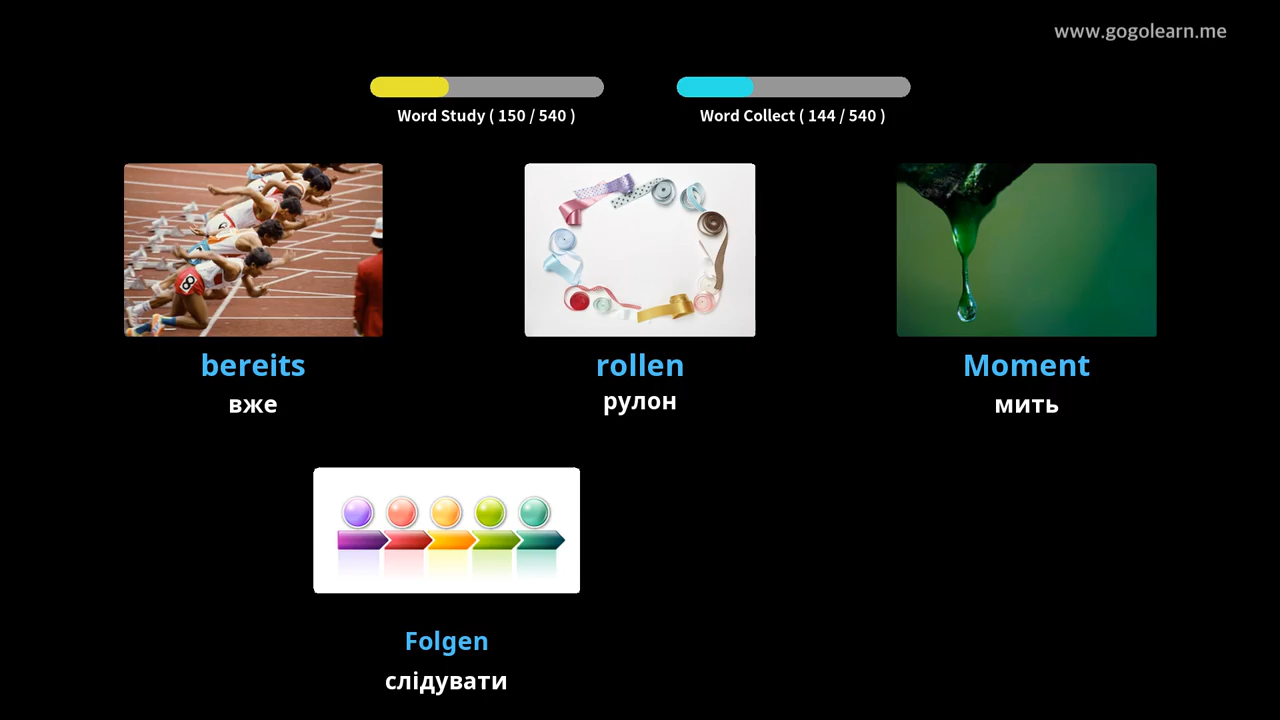 www.gogolearn.me
Word Study ( 150 / 540 )
Word Collect ( 144 / 540 )
bereits
вже
rollen
рулон
Moment
мить
Folgen
слідувати